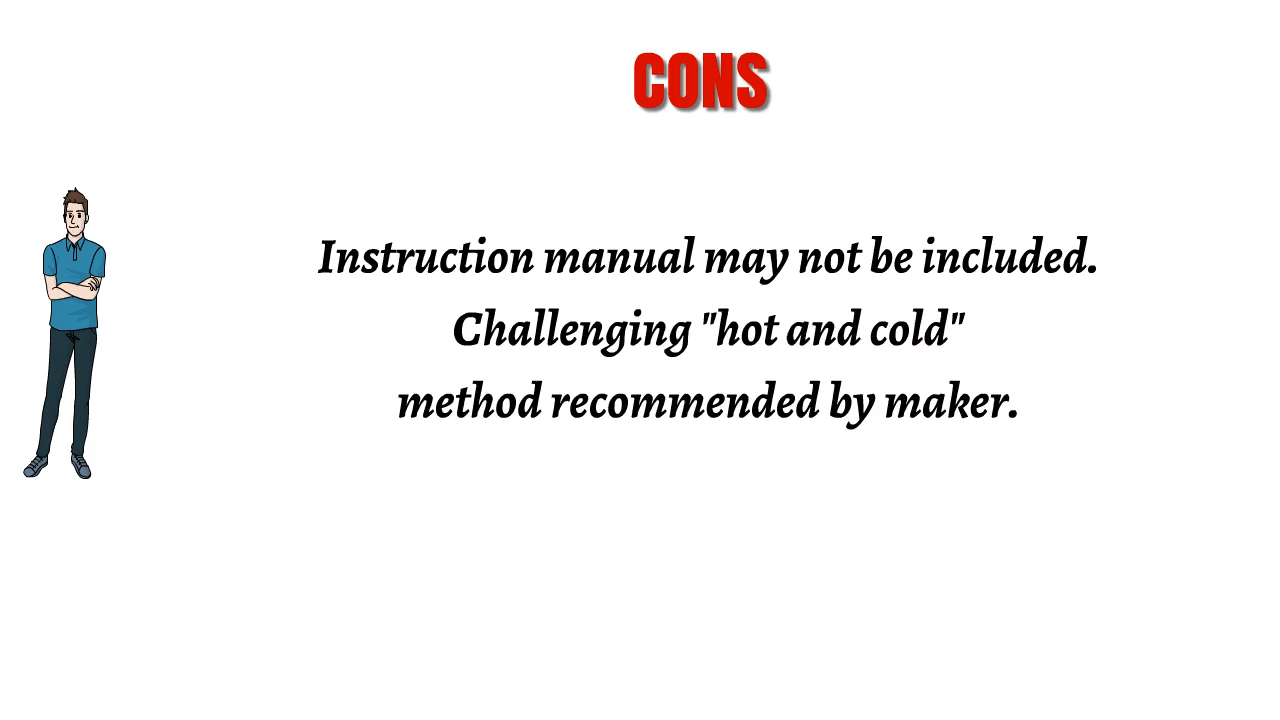 CONS
Instruction manual may not be included.
Challenging "hot and cold"
method recommended by maker.